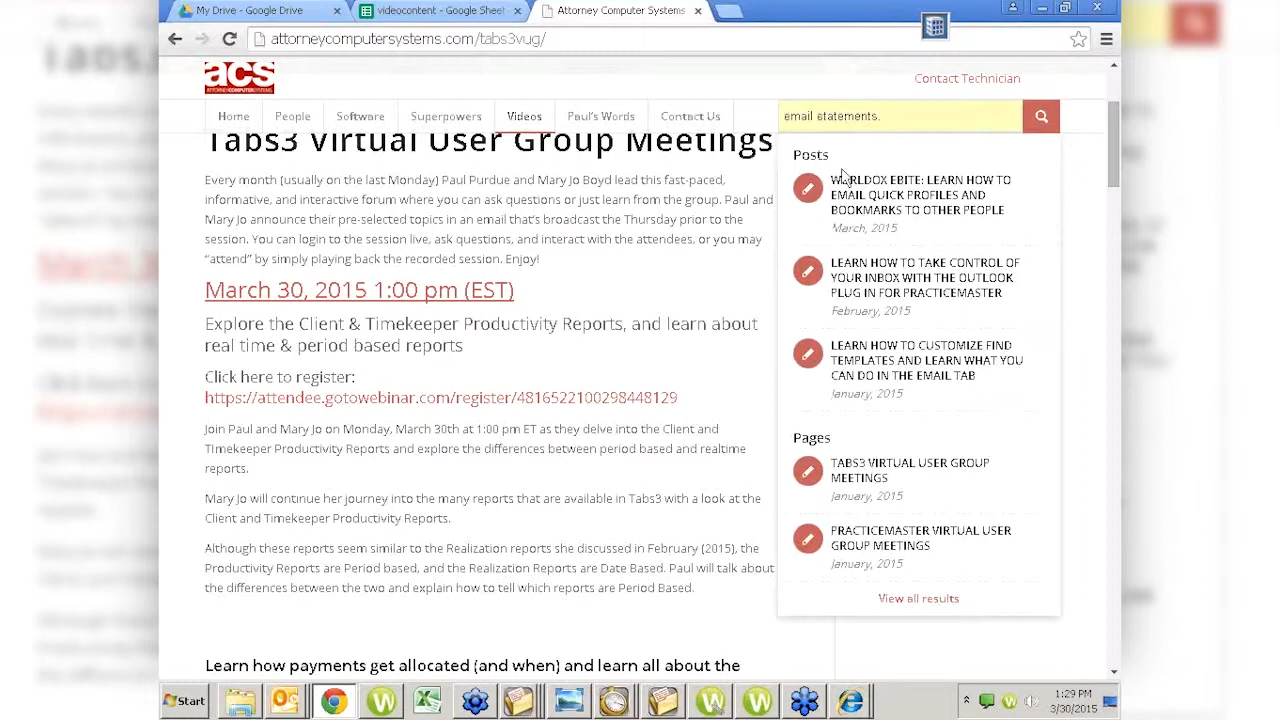 My Drive - Google Drive
videocontent - Google Sheet
Attorney Computer Systems
attorneycomputersystems.com/tabs3vug/
acs
ATTORNEYCOMPUTERSYSTEMS
Contact Technician
Home
People
Software
Superpowers
Videos
Paul's Words
Contact Us
email statements.
Tabs3 Virtual User Group Meetings
Every month (usually on the last Monday) Paul Purdue and Mary Jo Boyd lead this fast-paced,
informative, and interactive forum where you can ask questions or just learn from the group. Paul and
Mary Jo announce their pre-selected topics in an email that's broadcast the Thursday prior to the
session. You can login to the session live, ask questions, and interact with the attendees, or you may
"attend" by simply playing back the recorded session. Enjoy!
March 30, 2015 1:00 pm (EST)
Explore the Client & Timekeeper Productivity Reports, and learn about
real time & period based reports
Click here to register:
https://attendee.gotowebinar.com/register/4816522100298448129
Join Paul and Mary Jo on Monday, March 30th at 1:00 pm ET as they delve into the Client and
TImekeeper Productivity Reports and explore the differences between period based and realtime
reports.
Mary Jo will continue her journey into the many reports that are available in Tabs3 with a look at the
Client and Timekeeper Productivity Reports.
Although these reports seem similar to the Realization reports she discussed in February (2015), the
Productivity Reports are Period based, and the Realization Reports are Date Based. Paul will talk about
the differences between the two and explain how to tell which reports are Period Based.
Learn how payments get allocated (and when) and learn all about the
Posts
WORLDOX EBITE: LEARN HOW TO
EMAIL QUICK PROFILES AND
BOOKMARKS TO OTHER PEOPLE
March, 2015
LEARN HOW TO TAKE CONTROL OF
YOUR INBOX WITH THE OUTLOOK
PLUG IN FOR PRACTICEMASTER
February, 2015
LEARN HOW TO CUSTOMIZE FIND
TEMPLATES AND LEARN WHAT YOU
CAN DO IN THE EMAIL TAB
January, 2015
Pages
TABS3 VIRTUAL USER GROUP
MEETINGS
January, 2015
PRACTICEMASTER VIRTUAL USER
GROUP MEETINGS
January, 2015
View all results
Start
1:29 PM
3/30/2015